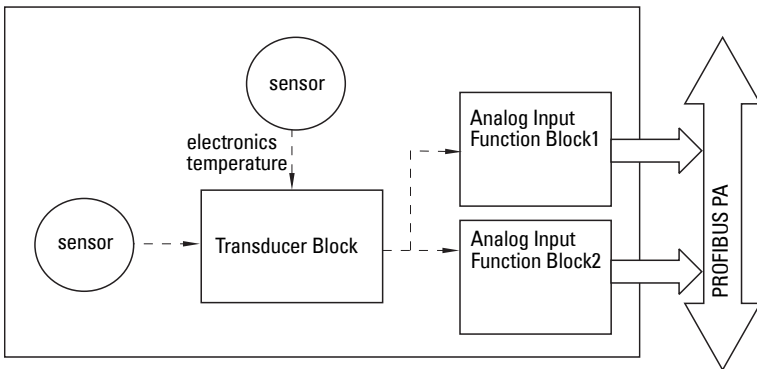 sensor
electronics
temperature
sensor
Transducer Block
Analog Input
Function Block1
Analog Input
Function Block2
PROFIBUS PA